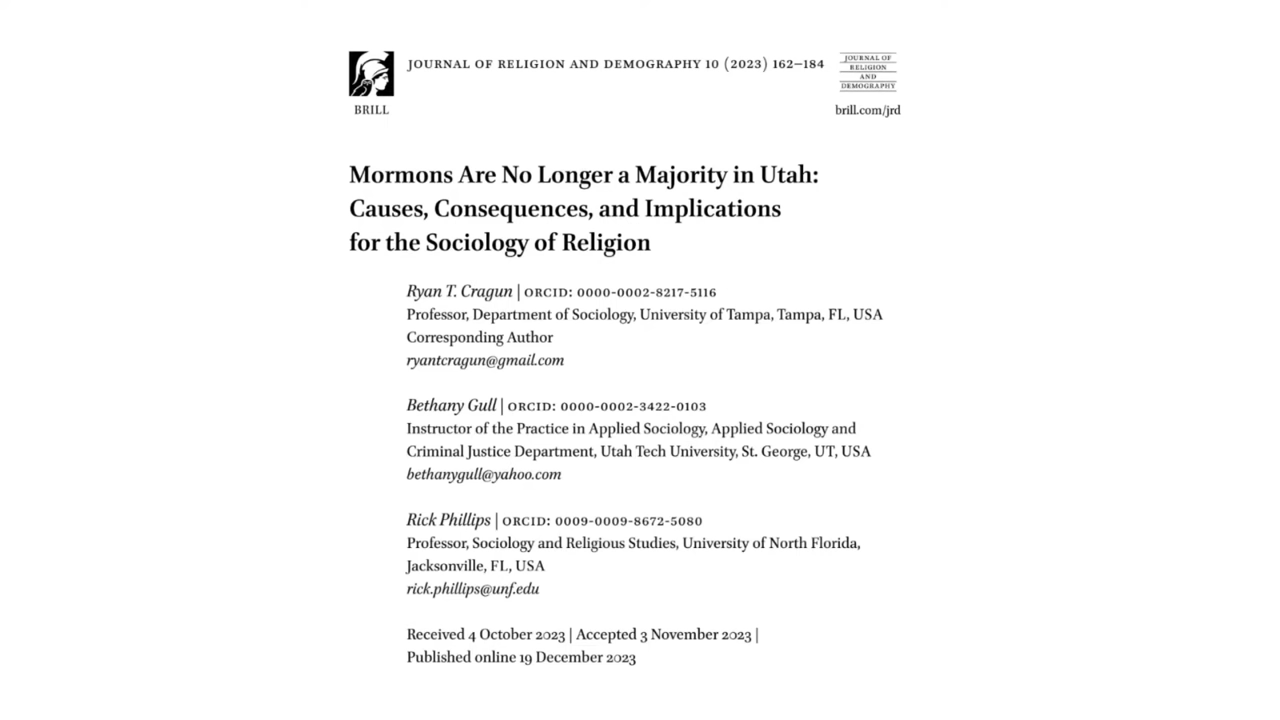 JOURNAL OF RELIGION AND DEMOGRAPHY 10 (2023) 162–184
JOURNAL OF
RELIGION
AND
DEMOGRAPHY
BRILL
brill.com/jrd
Mormons Are No Longer a Majority in Utah:
Causes, Consequences, and Implications
for the Sociology of Religion
Ryan T. Cragun | ORCID: 0000-0002-8217-5116
Professor, Department of Sociology, University of Tampa, Tampa, FL, USA
Corresponding Author
ryantcragun@gmail.com
Bethany Gull | ORCID: 0000-0002-3422-0103
Instructor of the Practice in Applied Sociology, Applied Sociology and
Criminal Justice Department, Utah Tech University, St. George, UT, USA
bethanygull@yahoo.com
Rick Phillips | ORCID: 0009-0009-8672-5080
Professor, Sociology and Religious Studies, University of North Florida,
Jacksonville, FL, USA
rick.phillips@unf.edu
Received 4 October 2023 | Accepted 3 November 2023 |
Published online 19 December 2023